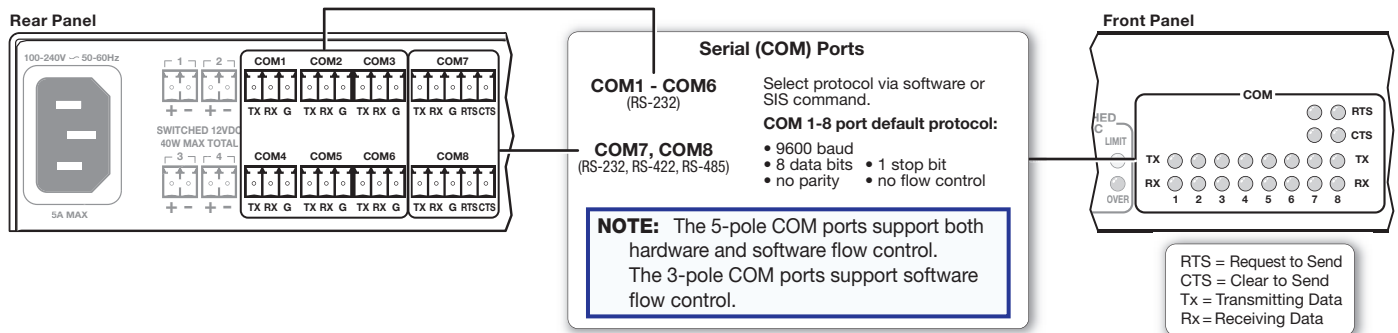 Rear Panel
100-240V ~ 50-60Hz
5A MAX
1 2
+ - + -
SWITCHED 12VDC
40W MAX TOTAL
3 4
+ - + -
COM1 COM2 COM3 COM7
TX RX G TX RX G TX RX G TX RX G RTS CTS
COM4 COM5 COM6 COM8
TX RX G TX RX G TX RX G TX RX G RTS CTS
Serial (COM) Ports
COM1 - COM6
(RS-232)
COM7, COM8
(RS-232, RS-422, RS-485)
Select protocol via software or
SIS command.
COM 1-8 port default protocol:
• 9600 baud
• 8 data bits • 1 stop bit
• no parity • no flow control
NOTE: The 5-pole COM ports support both
hardware and software flow control.
The 3-pole COM ports support software
flow control.
Front Panel
HED
C
LIMIT
OVER
COM
RTS
CTS
TX TX
RX RX
1 2 3 4 5 6 7 8
RTS = Request to Send
CTS = Clear to Send
Tx = Transmitting Data
Rx = Receiving Data